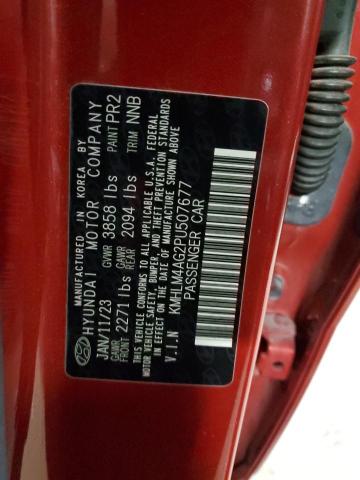 MANUFACTURED IN KOREA BY
HYUNDAI MOTOR COMPANY
JAN/11/23 GVWR 3858 lbs PAINT PR2
GAWR FRONT 2271 lbs GAWR REAR 2094 lbs TRIM NNB
THIS VEHICLE CONFORMS TO ALL APPLICABLE U.S.A. FEDERAL
MOTOR VEHICLE SAFETY, BUMPER, AND THEFT PREVENTION STANDARDS
IN EFFECT ON THE DATE OF MANUFACTURE SHOWN ABOVE.
V.I.N KMHLM4AG2PU507677
PASSENGER CAR